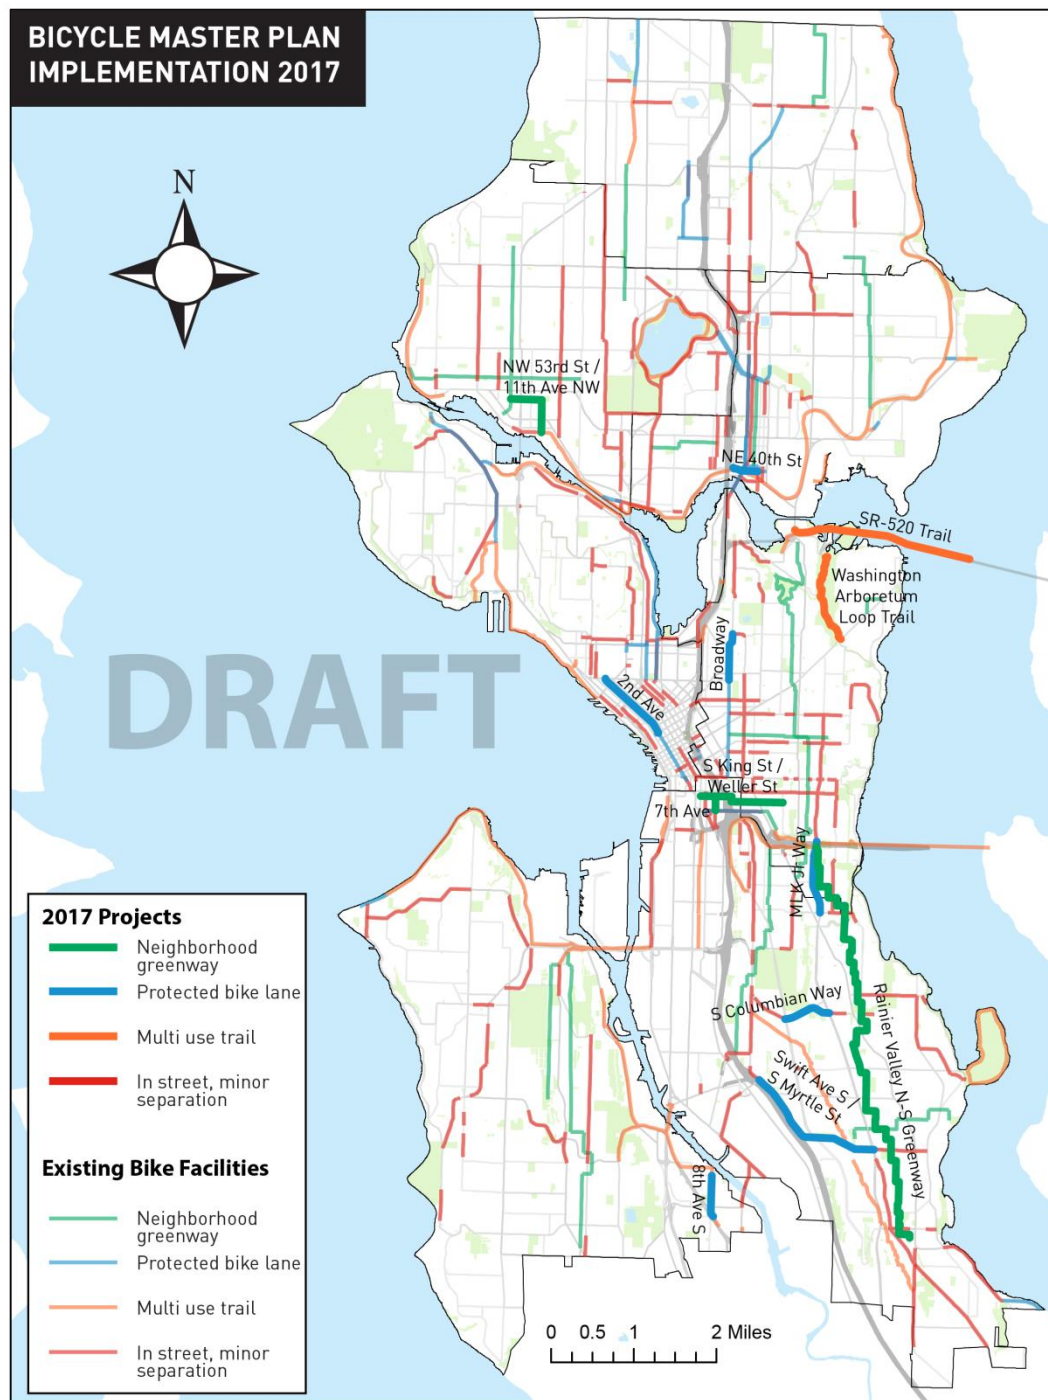 BICYCLE MASTER PLAN
IMPLEMENTATION 2017
N
NW 53rd St /
11th Ave NW
NE 40th St
SR-520 Trail
Washington
Arboretum
Loop Trail
Broadway
DRAFT
2nd Ave
S King St /
Weller St
7th Ave
MLK Jr Way
S Columbian Way
Rainier Valley N-S Greenway
Swift Ave S /
S Myrtle St
8th Ave S
2017 Projects
Neighborhood
greenway
Protected bike lane
Multi use trail
In street, minor
separation
Existing Bike Facilities
Neighborhood
greenway
Protected bike lane
Multi use trail
In street, minor
separation
0 0.5 1 2 Miles